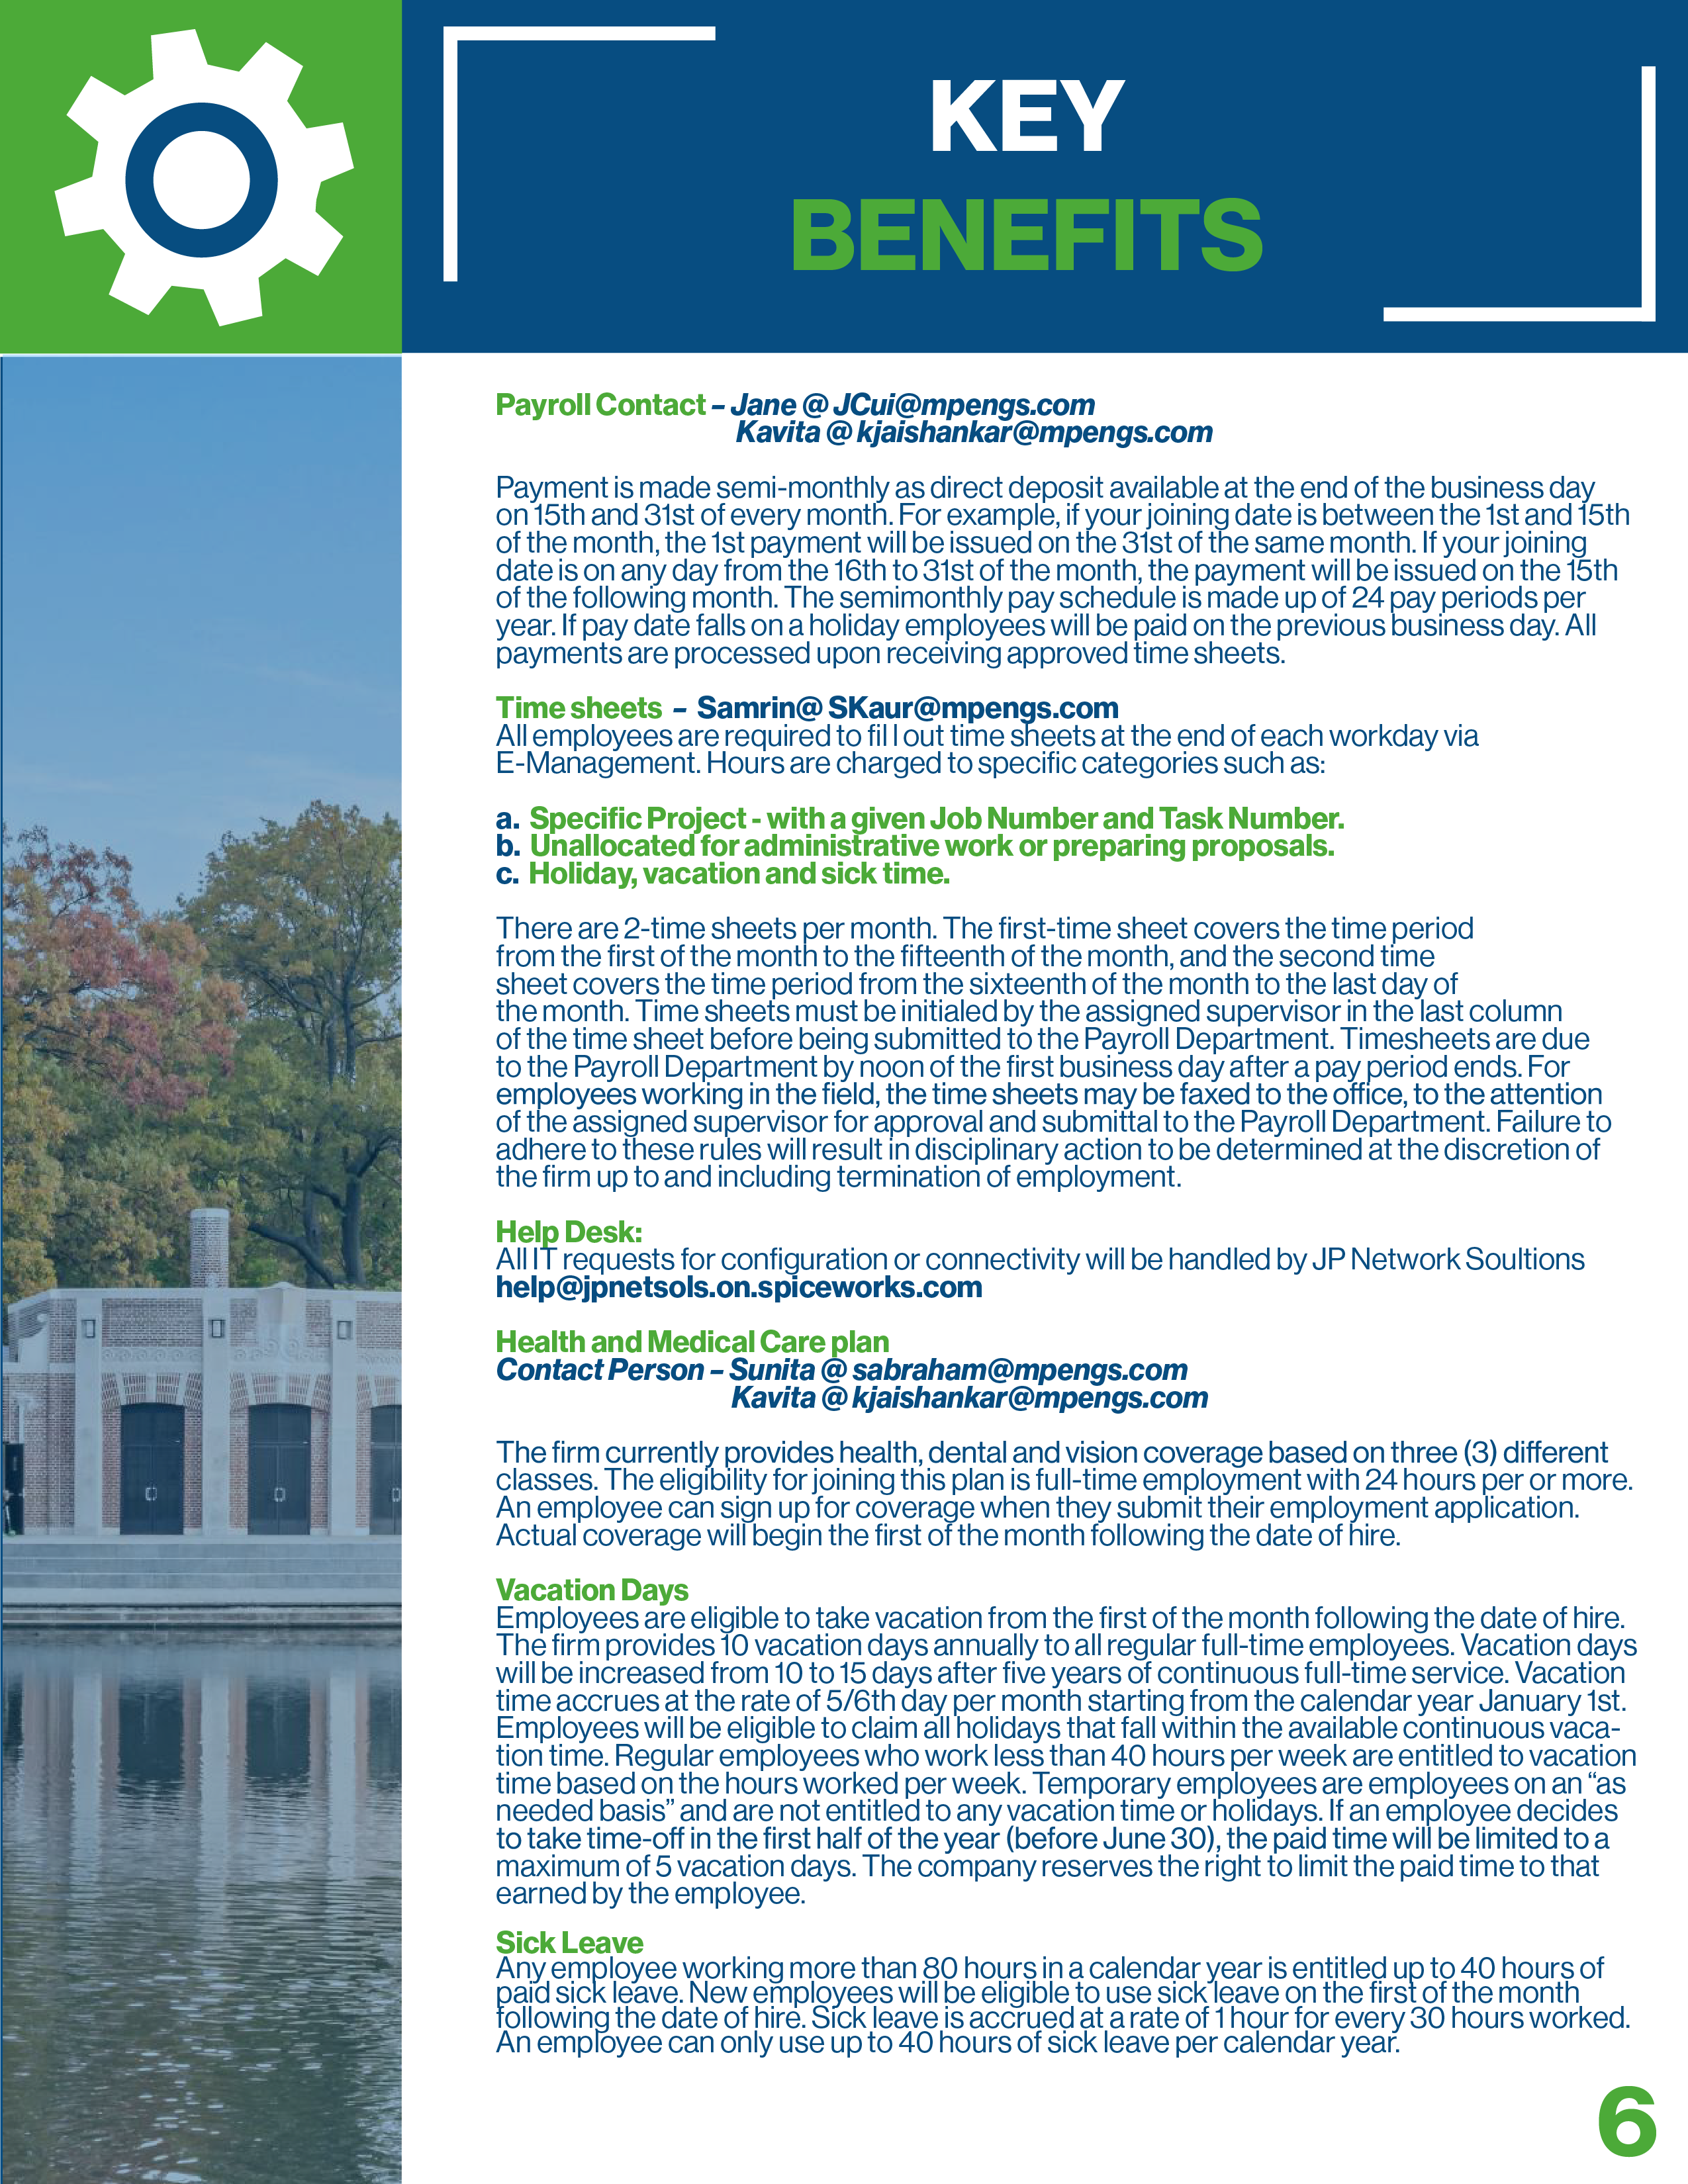 KEY
BENEFITS
Payroll Contact – Jane @ JCui@mpengs.com
Kavita @ kjaishankar@mpengs.com
Payment is made semi-monthly as direct deposit available at the end of the business day
on 15th and 31st of every month. For example, if your joining date is between the 1st and 15th
of the month, the 1st payment will be issued on the 31st of the same month. If your joining
date is on any day from the 16th to 31st of the month, the payment will be issued on the 15th
of the following month. The semimonthly pay schedule is made up of 24 pay periods per
year. If pay date falls on a holiday employees will be paid on the previous business day. All
payments are processed upon receiving approved time sheets.
Time sheets – Samrin@ SKaur@mpengs.com
All employees are required to fil l out time sheets at the end of each workday via
E-Management. Hours are charged to specific categories such as:
a. Specific Project - with a given Job Number and Task Number.
b. Unallocated for administrative work or preparing proposals.
c. Holiday, vacation and sick time.
There are 2-time sheets per month. The first-time sheet covers the time period
from the first of the month to the fifteenth of the month, and the second time
sheet covers the time period from the sixteenth of the month to the last day of
the month. Time sheets must be initialed by the assigned supervisor in the last column
of the time sheet before being submitted to the Payroll Department. Timesheets are due
to the Payroll Department by noon of the first business day after a pay period ends. For
employees working in the field, the time sheets may be faxed to the office, to the attention
of the assigned supervisor for approval and submittal to the Payroll Department. Failure to
adhere to these rules will result in disciplinary action to be determined at the discretion of
the firm up to and including termination of employment.
Help Desk:
All IT requests for configuration or connectivity will be handled by JP Network Soultions
help@jpnetsols.on.spiceworks.com
Health and Medical Care plan
Contact Person – Sunita @ sabraham@mpengs.com
Kavita @ kjaishankar@mpengs.com
The firm currently provides health, dental and vision coverage based on three (3) different
classes. The eligibility for joining this plan is full-time employment with 24 hours per or more.
An employee can sign up for coverage when they submit their employment application.
Actual coverage will begin the first of the month following the date of hire.
Vacation Days
Employees are eligible to take vacation from the first of the month following the date of hire.
The firm provides 10 vacation days annually to all regular full-time employees. Vacation days
will be increased from 10 to 15 days after five years of continuous full-time service. Vacation
time accrues at the rate of 5/6th day per month starting from the calendar year January 1st.
Employees will be eligible to claim all holidays that fall within the available continuous vaca-
tion time. Regular employees who work less than 40 hours per week are entitled to vacation
time based on the hours worked per week. Temporary employees are employees on an “as
needed basis” and are not entitled to any vacation time or holidays. If an employee decides
to take time-off in the first half of the year (before June 30), the paid time will be limited to a
maximum of 5 vacation days. The company reserves the right to limit the paid time to that
earned by the employee.
Sick Leave
Any employee working more than 80 hours in a calendar year is entitled up to 40 hours of
paid sick leave. New employees will be eligible to use sick leave on the first of the month
following the date of hire. Sick leave is accrued at a rate of 1 hour for every 30 hours worked.
An employee can only use up to 40 hours of sick leave per calendar year.
6